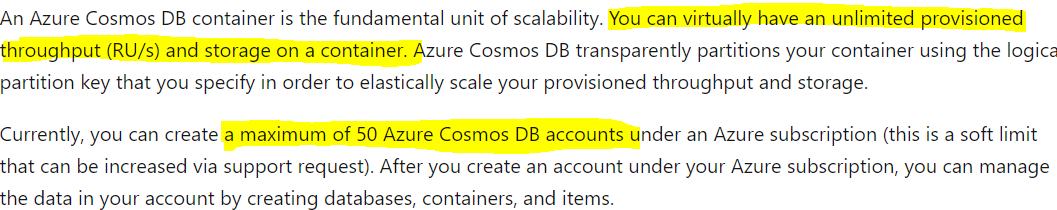 An Azure Cosmos DB container is the fundamental unit of scalability. You can virtually have an unlimited provisioned
throughput (RU/s) and storage on a container. Azure Cosmos DB transparently partitions your container using the logica
partition key that you specify in order to elastically scale your provisioned throughput and storage.
Currently, you can create a maximum of 50 Azure Cosmos DB accounts under an Azure subscription (this is a soft limit
that can be increased via support request). After you create an account under your Azure subscription, you can manage
the data in your account by creating databases, containers, and items.